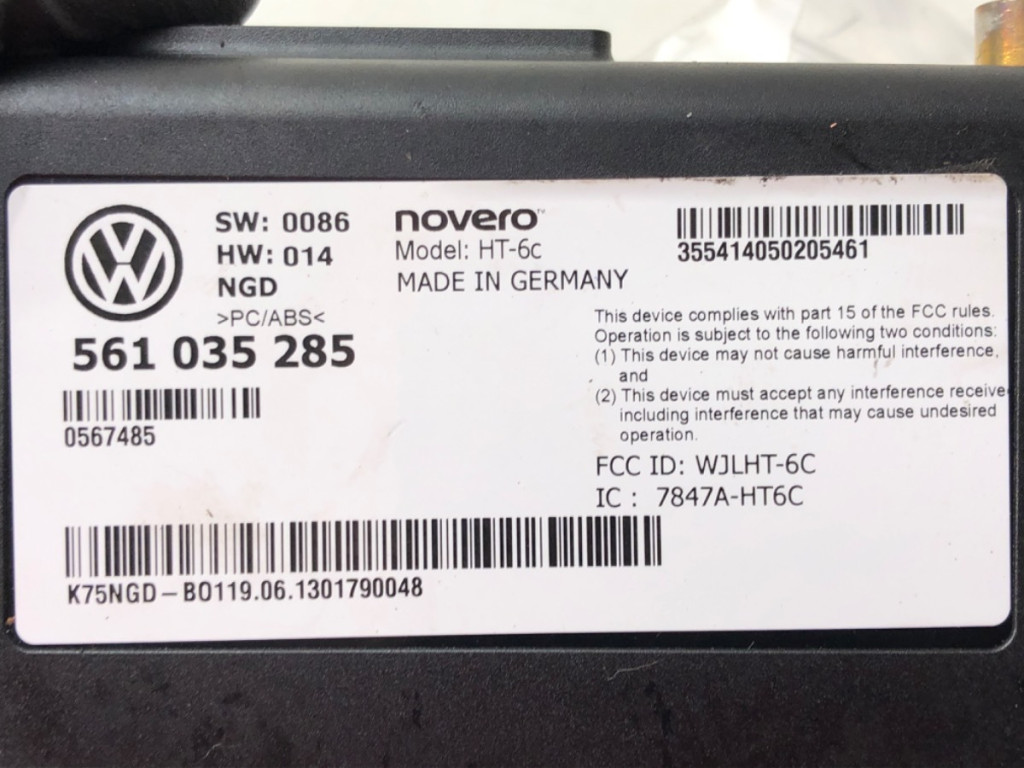 SW: 0086
HW: 014
NGD
>PC/ABS<
561 035 285
0567485
novero™
Model: HT-6c
MADE IN GERMANY
355414050205461
This device complies with part 15 of the FCC rules.
Operation is subject to the following two conditions:
(1) This device may not cause harmful interference,
and
(2) This device must accept any interference receive
including interference that may cause undesired
operation.
FCC ID: WJLHT-6C
IC : 7847A-HT6C
K75NGD-BO119.06.1301790048